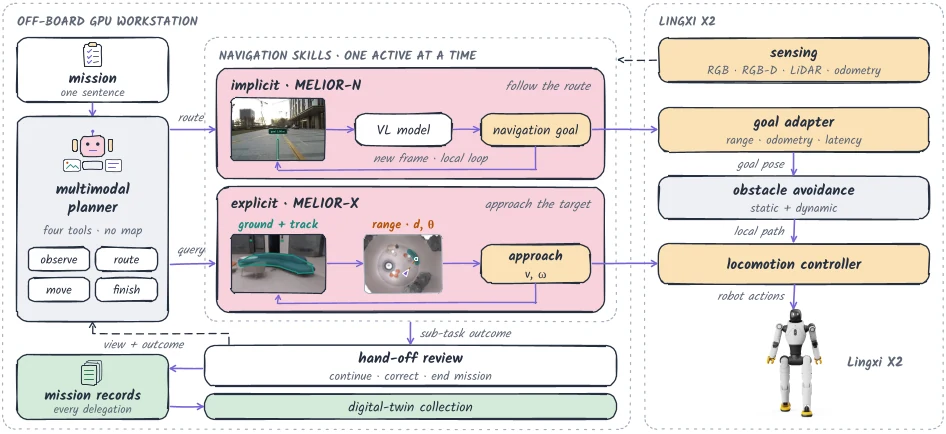 OFF-BOARD GPU WORKSTATION
mission
one sentence
multimodal
planner
four tools · no map
observe
route
move
finish
route
query
NAVIGATION SKILLS · ONE ACTIVE AT A TIME
implicit · MELIOR-N
follow the route
VL model
navigation goal
new frame · local loop
explicit · MELIOR-X
approach the target
ground + track
range · d, θ
approach
v, ω
sub-task outcome
view + outcome
hand-off review
continue · correct · end mission
mission records
every delegation
digital-twin collection
LINGXI X2
sensing
RGB · RGB-D · LiDAR · odometry
goal adapter
range · odometry · latency
goal pose
obstacle avoidance
static + dynamic
local path
locomotion controller
robot actions
Lingxi X2